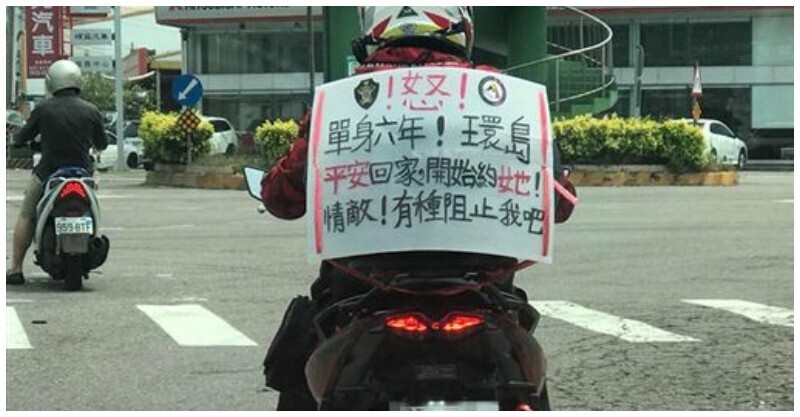 ！怒！
單身六年！環島
平安回家，開始約她！
情敵！有種阻止我吧
汽車
959-BTF